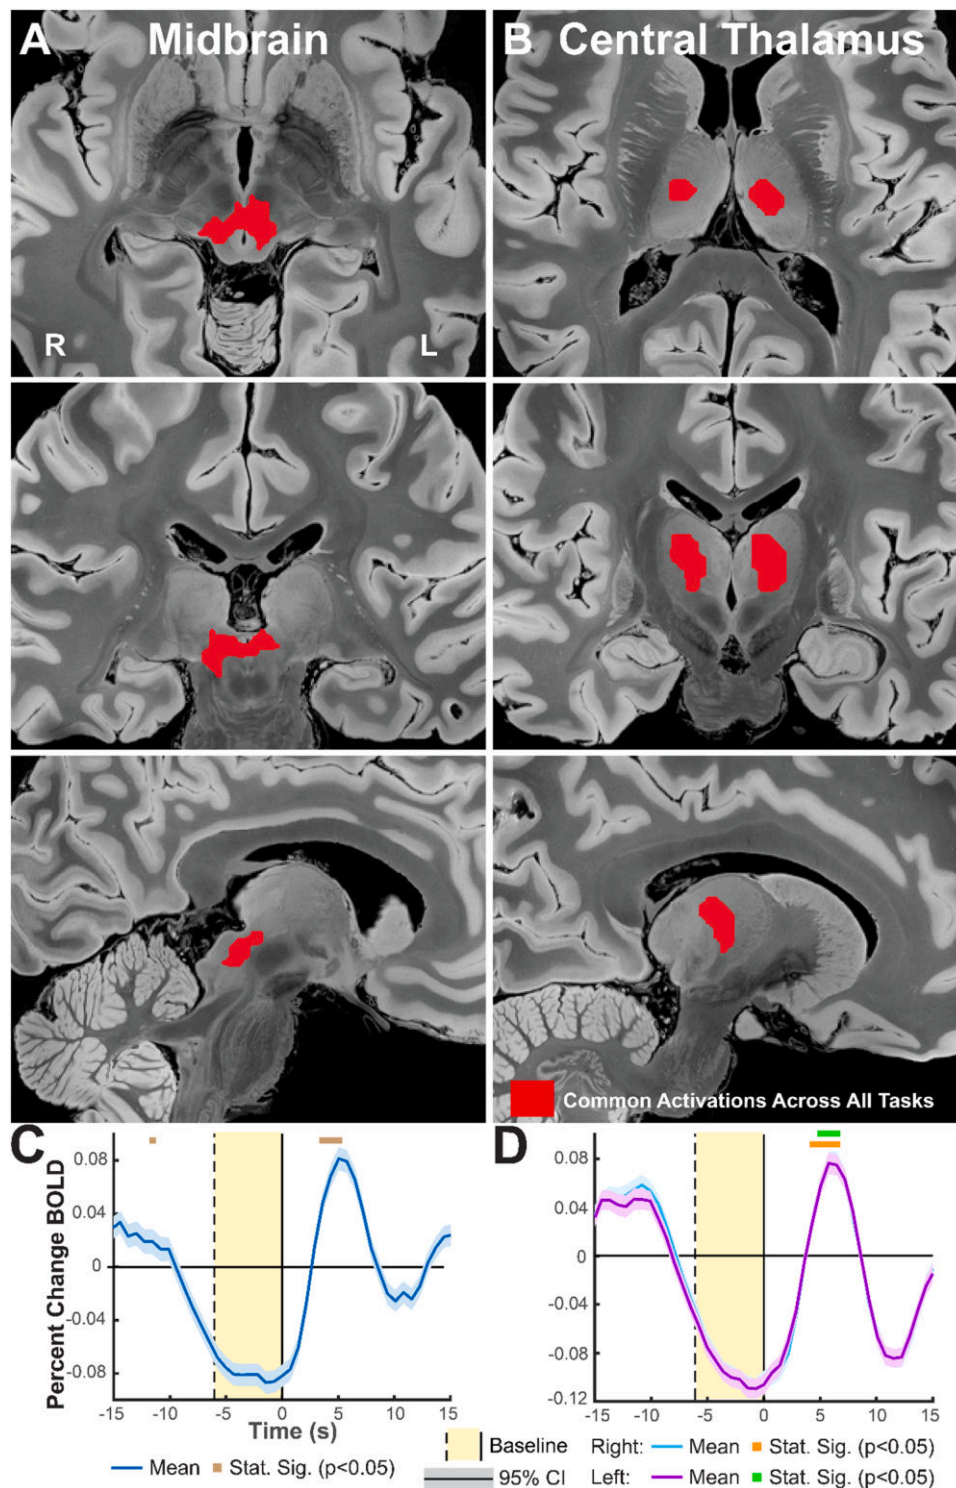 A Midbrain
B Central Thalamus
R L
Common Activations Across All Tasks
C
D
Percent Change BOLD
0.08
0.04
0
-0.04
-0.08
-15 -10 -5 0 5 10 15
Time (s)
0.08
0.04
0
-0.04
-0.08
-0.12
-15 -10 -5 0 5 10 15
Mean Stat. Sig. (p<0.05)
Baseline
95% CI
Right: Mean Stat. Sig. (p<0.05)
Left: Mean Stat. Sig. (p<0.05)